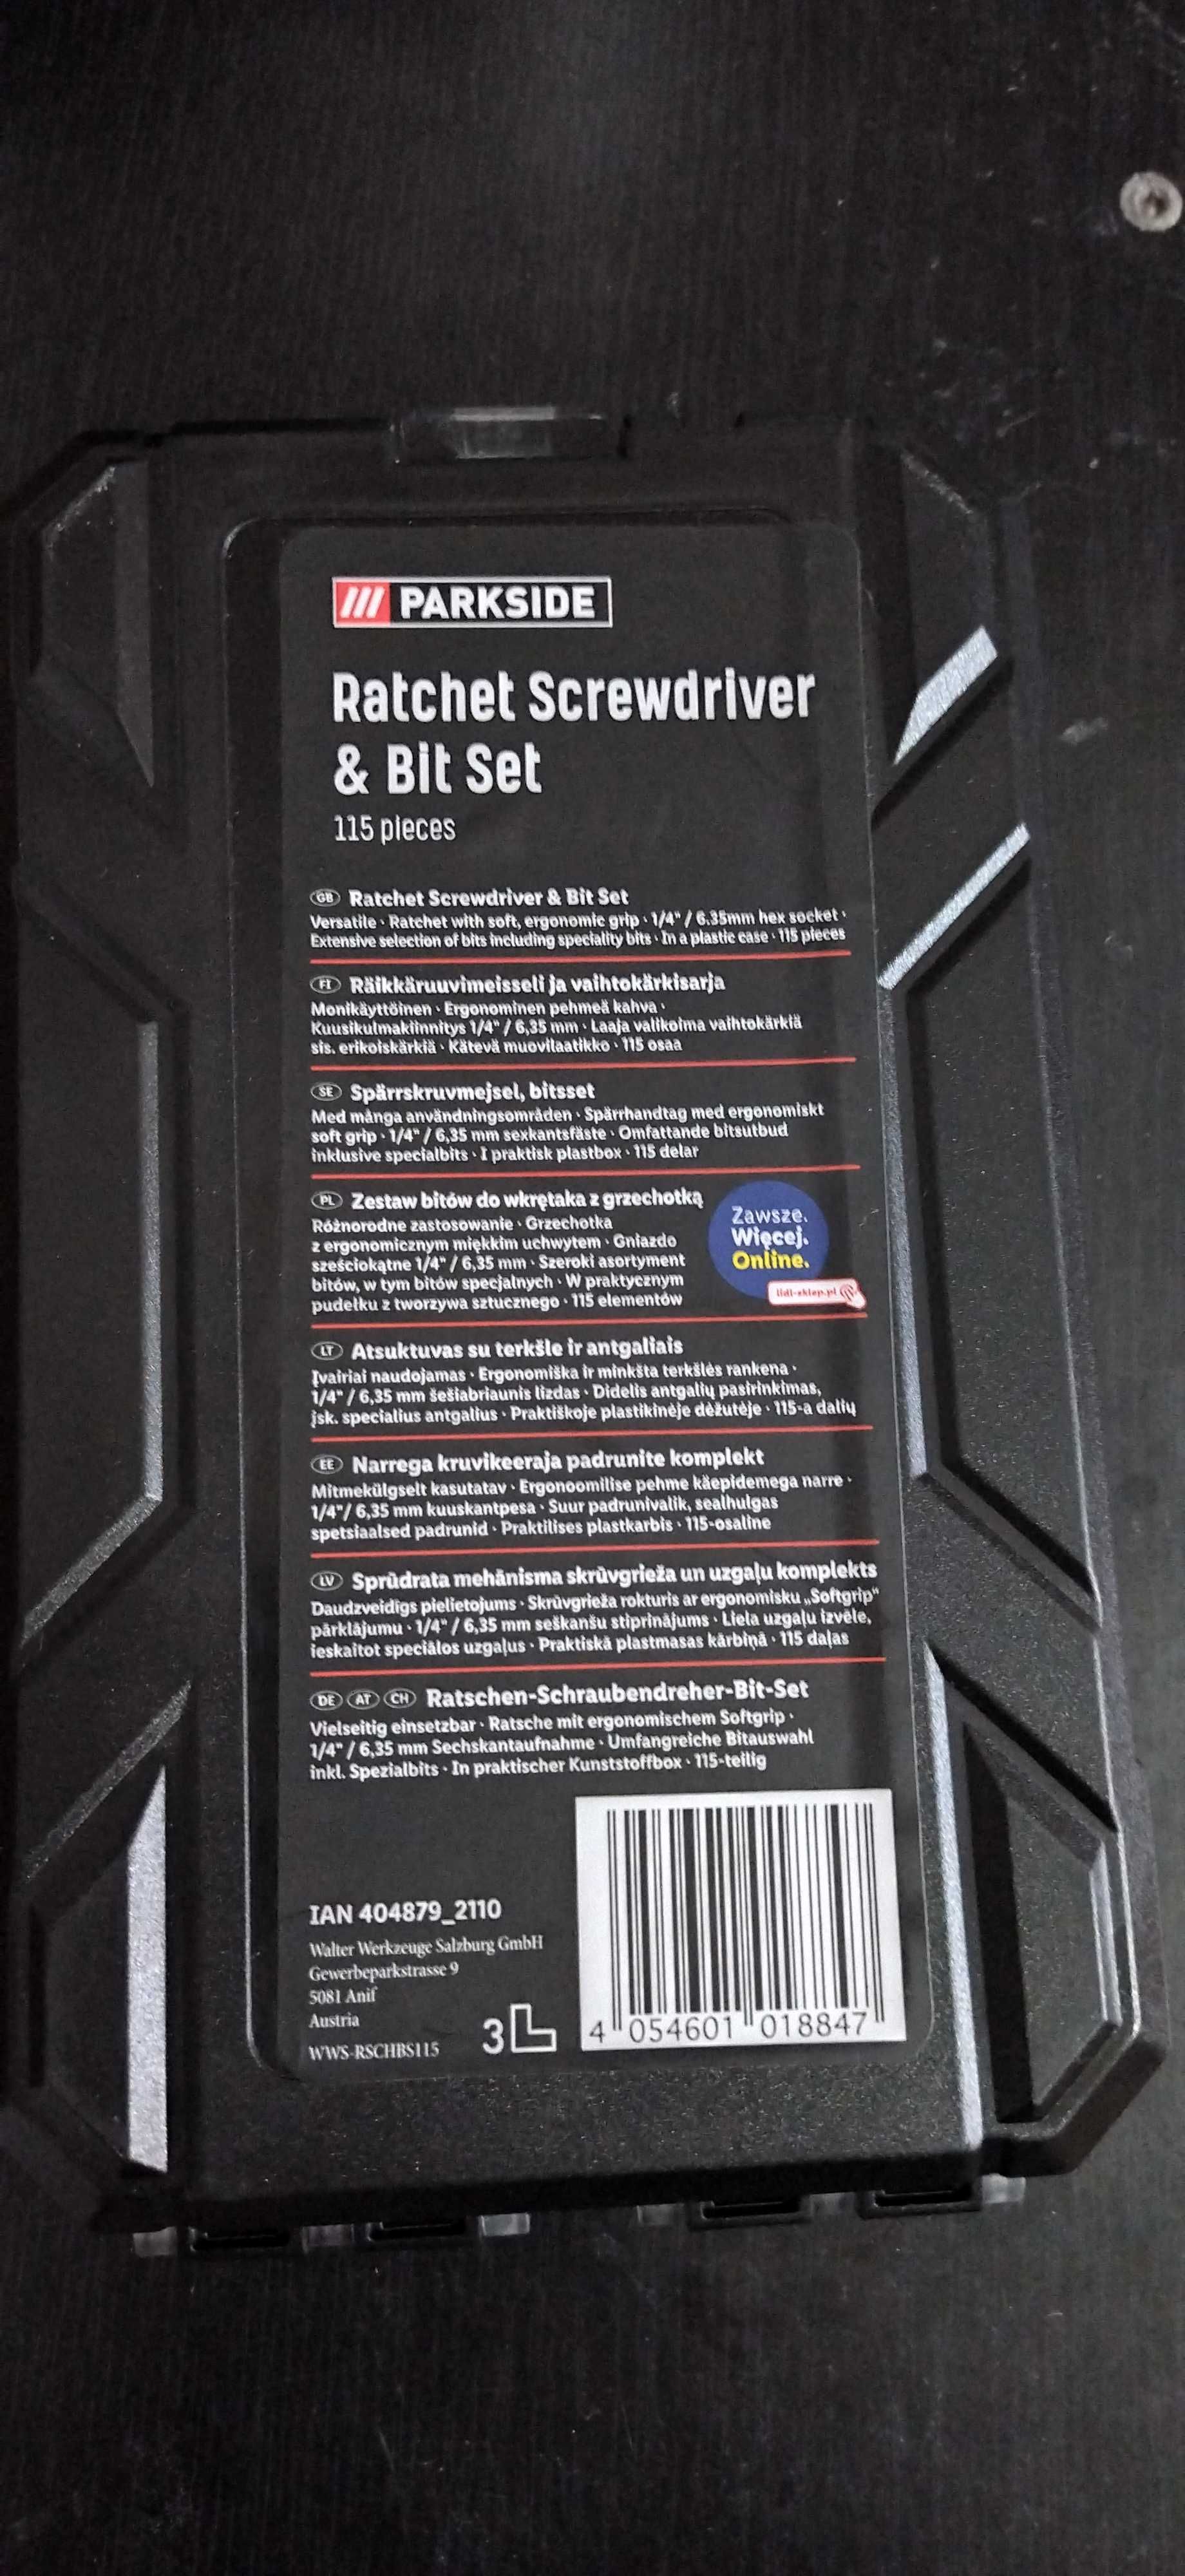 /// PARKSIDE
Ratchet Screwdriver
& Bit Set
115 pieces
GB Ratchet Screwdriver & Bit Set
Versatile · Ratchet with soft, ergonomic grip · 1/4" / 6.35mm hex socket ·
Extensive selection of bits including speciality bits · In a plastic case · 115 pieces
FI Räikkäruuvimeisseli ja vaihtokärkisarja
Monikäyttöinen · Ergonominen pehmeä kahva ·
Kuusikulmakiinnitys 1/4" / 6,35 mm · Laaja valikoima vaihtokärkiä
sis. erikoiskärkiä · Kätevä muovilaatikko · 115 osaa
SE Spärrskruvmejsel, bitsset
Med många användningsområden · Spärrhandtag med ergonomiskt
soft grip · 1/4" / 6,35 mm sexkantsfäste · Omfattande bitsutbud
inklusive specialbits · I praktisk plastbox · 115 delar
PL Zestaw bitów do wkrętaka z grzechotką
Różnorodne zastosowanie · Grzechotka
z ergonomicznym miękkim uchwytem · Gniazdo
sześciokątne 1/4" / 6,35 mm · Szeroki asortyment
bitów, w tym bitów specjalnych · W praktycznym
pudełku z tworzywa sztucznego · 115 elementów
Zawsze.
Więcej.
Online.
lidl-sklep.pl
LT Atsuktuvas su terkšle ir antgaliais
Įvairiai naudojamas · Ergonomiška ir minkšta terkšlės rankena ·
1/4" / 6,35 mm šešiabriaunis lizdas · Didelis antgalių pasirinkimas,
įsk. specialius antgalius · Praktiškoje plastikinėje dėžutėje · 115-a dalių
EE Narrega kruvikeeraja padrunite komplekt
Mitmekülgselt kasutatav · Ergonoomilise pehme käepidemega narre ·
1/4"/ 6,35 mm kuuskantpesa · Suur padrunivalik, sealhulgas
spetsiaalsed padrunid · Praktilises plastkarbis · 115-osaline
LV Sprūdrata mehānisma skrūvgrieža un uzgaļu komplekts
Daudzveidīgs pielietojums · Skrūvgrieža rokturis ar ergonomisku „Softgrip“
pārklājumu · 1/4" / 6,35 mm seškanšu stiprinājums · Liela uzgaļu izvēle,
ieskaitot speciālos uzgaļus · Praktiskā plastmasas kārbiņā · 115 daļas
DE AT CH Ratschen-Schraubendreher-Bit-Set
Vielseitig einsetzbar · Ratsche mit ergonomischem Softgrip ·
1/4" / 6,35 mm Sechskantaufnahme · Umfangreiche Bitauswahl
inkl. Spezialbits · In praktischer Kunststoffbox · 115-teilig
IAN 404879_2110
Walter Werkzeuge Salzburg GmbH
Gewerbeparkstrasse 9
5081 Anif
Austria
WWS-RSCHBS115
3
4 054601 018847